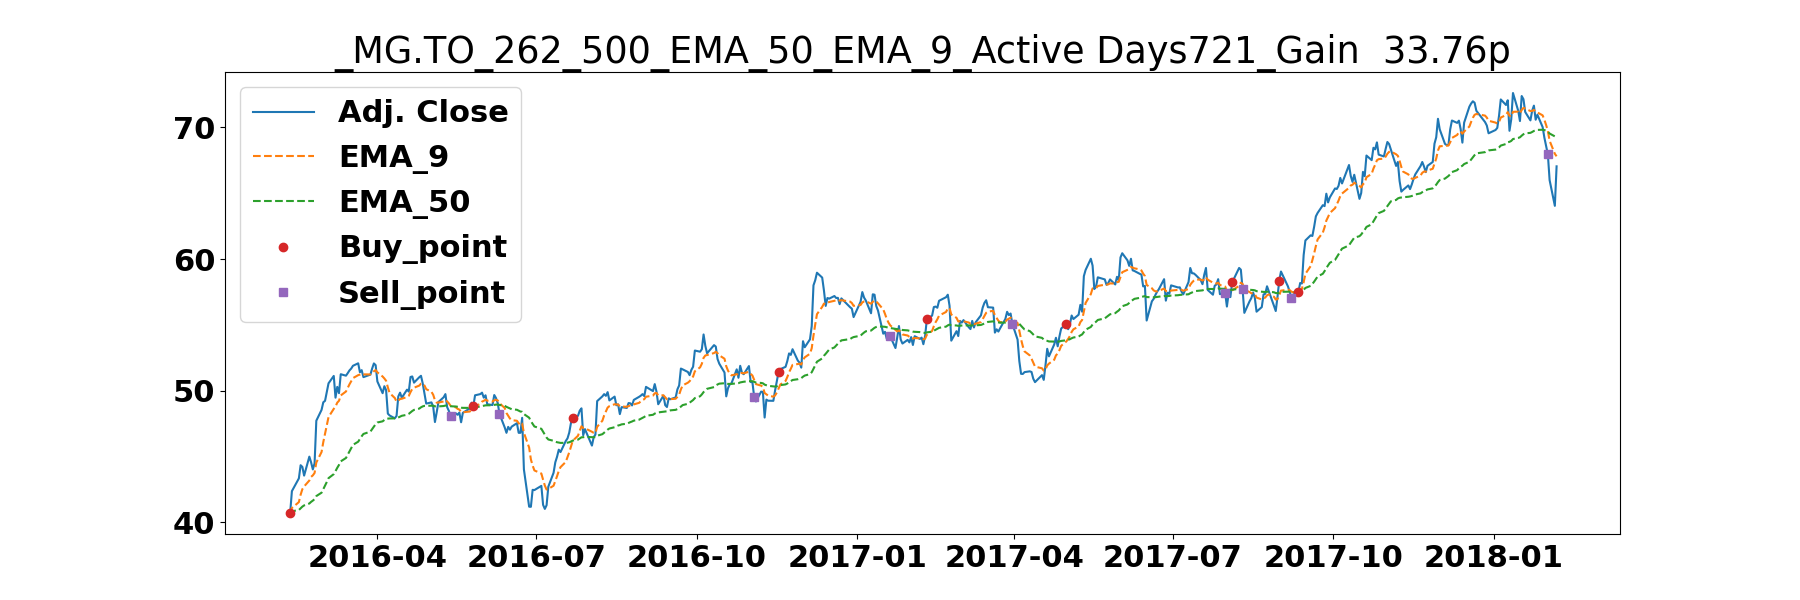 _MG.TO_262_500_EMA_50_EMA_9_Active Days721_Gain  33.76p
Adj. Close
EMA_9
EMA_50
Buy_point
Sell_point
70
60
50
40
2016-04 2016-07 2016-10 2017-01 2017-04 2017-07 2017-10 2018-01